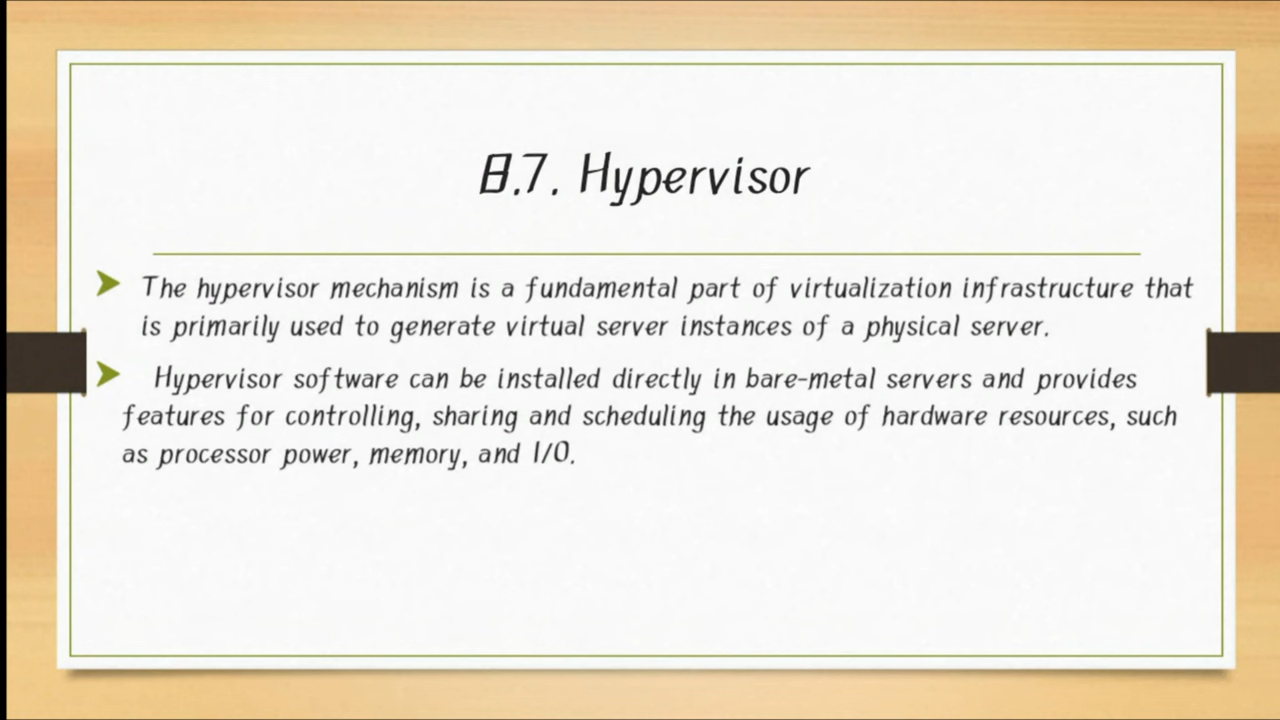 8.7. Hypervisor
The hypervisor mechanism is a fundamental part of virtualization infrastructure that
is primarily used to generate virtual server instances of a physical server.
Hypervisor software can be installed directly in bare-metal servers and provides
features for controlling, sharing and scheduling the usage of hardware resources, such
as processor power, memory, and I/O.